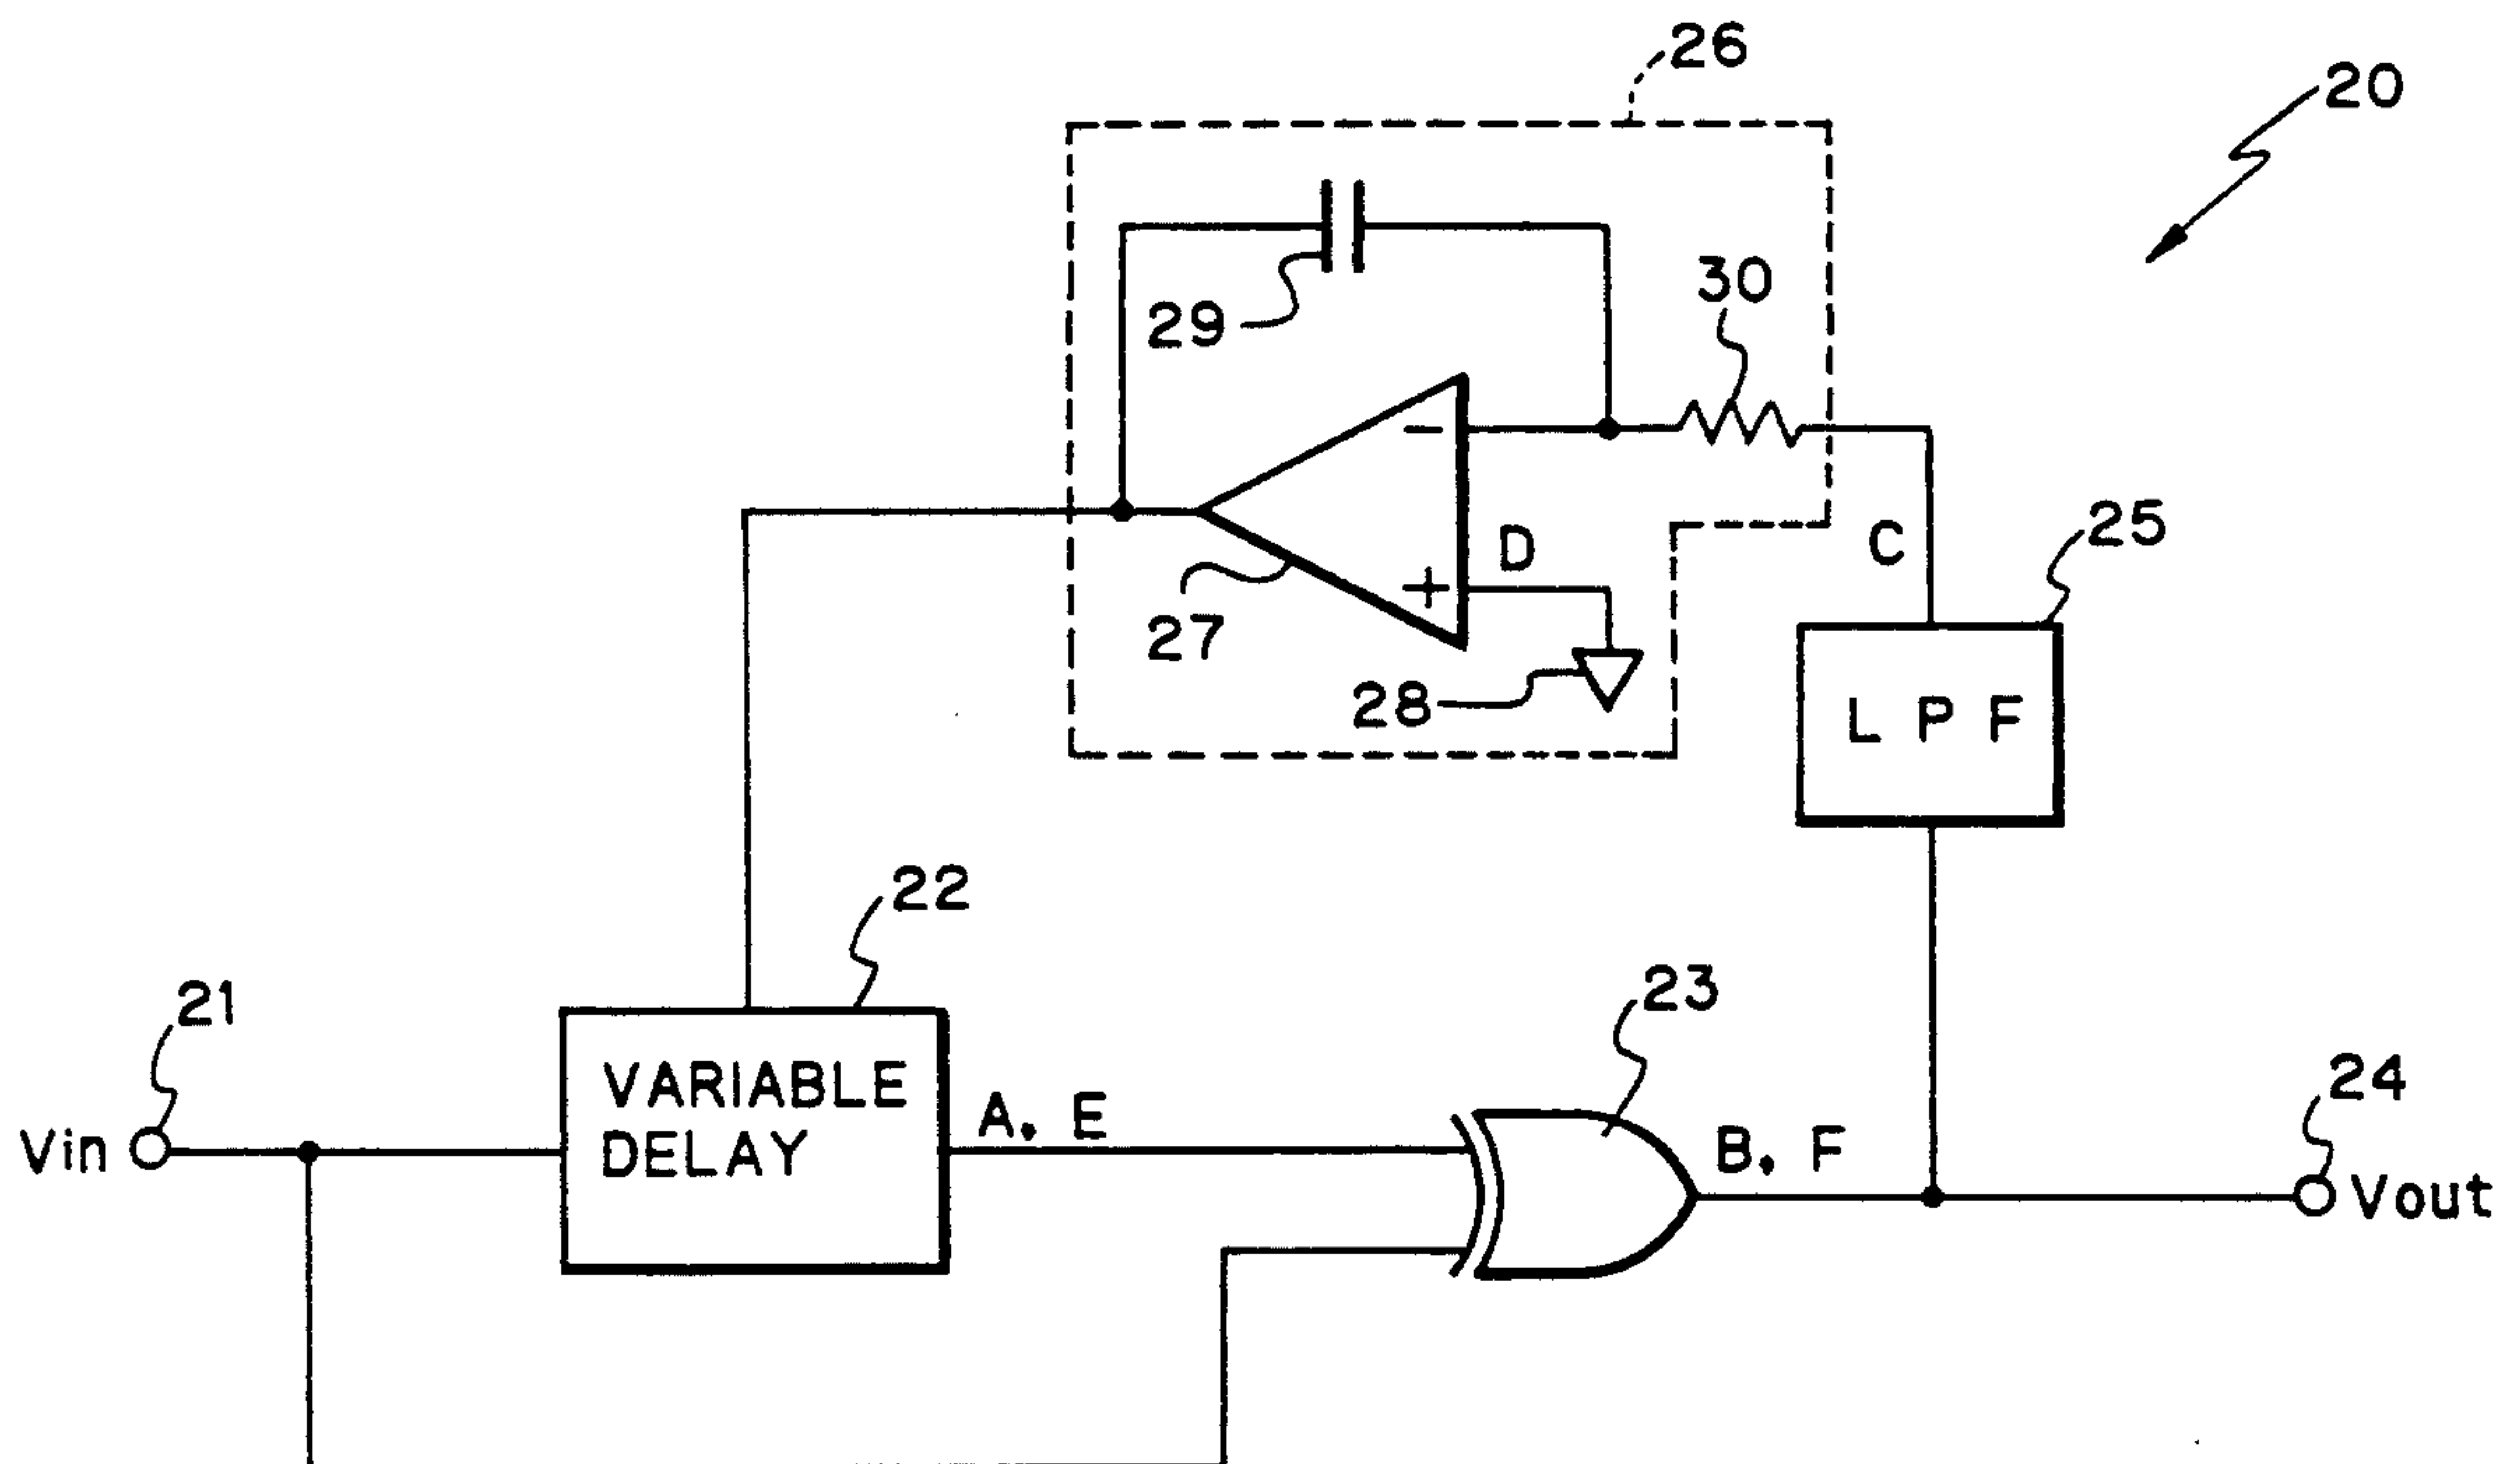 26
20
30
29
-
D
C
25
+
27
28
L P F
22
21
23
VARIABLE
DELAY
24
A. E
Vin
B. F
Vout